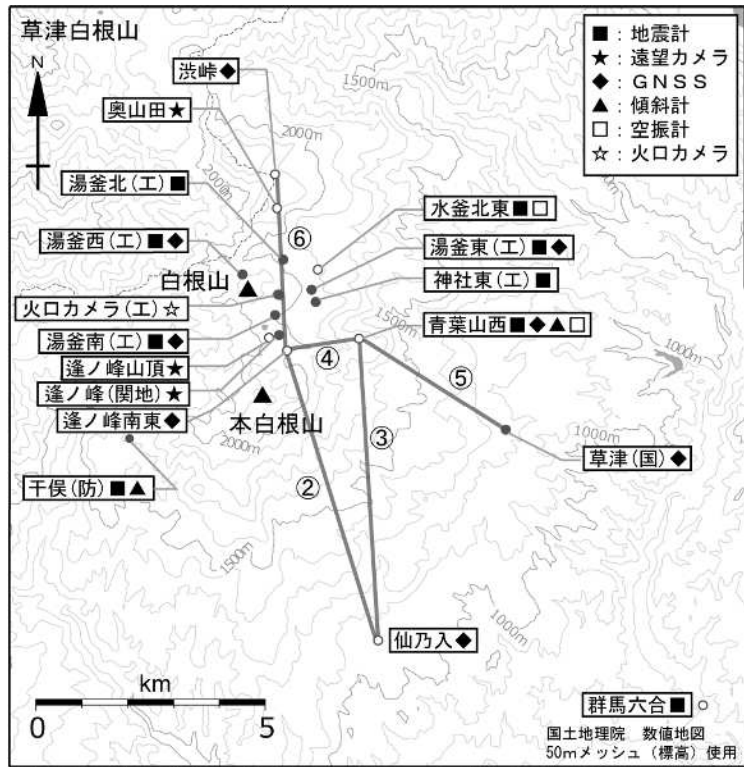 草津白根山
N
■:地震計
★:遠望カメラ
◆:GNSS
▲:傾斜計
□:空振計
☆:火口カメラ
渋峠◆
1500m
奥山田★
2000m
湯釜北(工)■
2000m
水釜北東■□
⑥
湯釜西(工)■◆
湯釜東(工)■◆
白根山
神社東(工)■
火口カメラ(工)☆
1500m
青葉山西■◆▲□
湯釜南(工)■◆
1000m
④
逢ノ峰山頂★
⑤
逢ノ峰(関地)★
逢ノ峰南東◆
本白根山
③
1000m
2000m
草津(国)◆
干俣(防)■▲
②
1500m
1000m
仙乃入◆
km
0
5
群馬六合■
国土地理院 数値地図
50mメッシュ(標高)使用